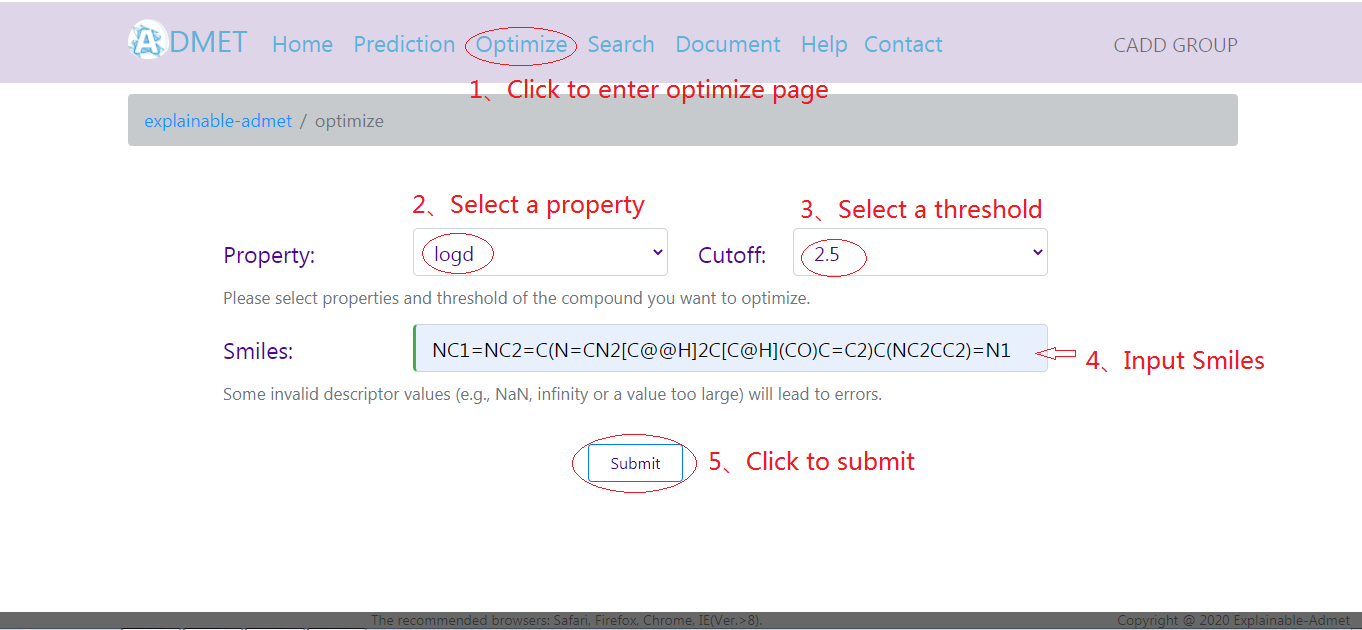 ADMET Home Prediction Optimize Search Document Help Contact CADD GROUP
1、Click to enter optimize page
explainable-admet / optimize
2、Select a property
3、Select a threshold
Property: logd Cutoff: 2.5
Please select properties and threshold of the compound you want to optimize.
Smiles: NC1=NC2=C(N=CN2[C@@H]2C[C@H](CO)C=C2)C(NC2CC2)=N1
4、Input Smiles
Some invalid descriptor values (e.g., NaN, infinity or a value too large) will lead to errors.
Submit 5、Click to submit
The recommended browsers: Safari, Firefox, Chrome, IE(Ver.>8). Copyright @ 2020 Explainable-Admet